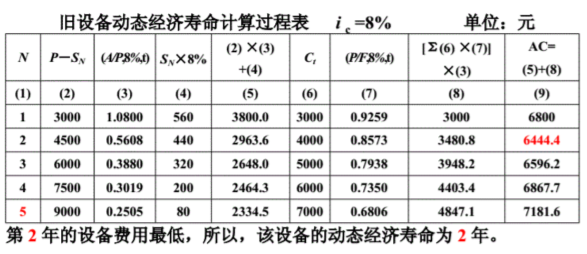 旧设备动态经济寿命计算过程表 i c =8% 单位：元
N P－SN (A/P,8%,t) SN×8% (2) ×(3) +(4) Ct (P/F,8%,t) [Σ(6) ×(7)] ×(3) AC= (5)+(8)
(1) (2) (3) (4) (5) (6) (7) (8) (9)
1 3000 1.0800 560 3800.0 3000 0.9259 3000 6800
2 4500 0.5608 440 2963.6 4000 0.8573 3480.8 6444.4
3 6000 0.3880 320 2648.0 5000 0.7938 3948.2 6596.2
4 7500 0.3019 200 2464.3 6000 0.7350 4403.4 6867.7
5 9000 0.2505 80 2334.5 7000 0.6806 4847.1 7181.6
第 2 年的设备费用最低，所以，该设备的动态经济寿命为 2 年。